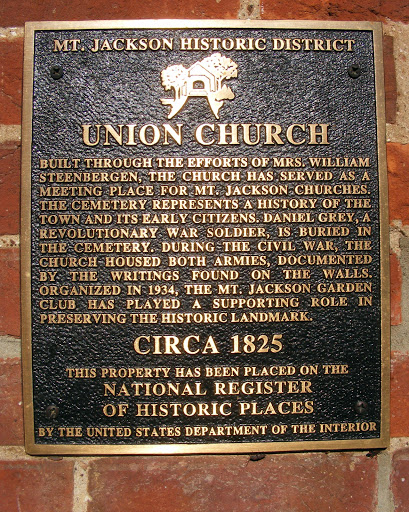 MT. JACKSON HISTORIC DISTRICT
UNION CHURCH
BUILT THROUGH THE EFFORTS OF MRS. WILLIAM
STEENBERGEN, THE CHURCH HAS SERVED AS A
MEETING PLACE FOR MT. JACKSON CHURCHES.
THE CEMETERY REPRESENTS A HISTORY OF THE
TOWN AND ITS EARLY CITIZENS. DANIEL GREY, A
REVOLUTIONARY WAR SOLDIER, IS BURIED IN
THE CEMETERY. DURING THE CIVIL WAR, THE
CHURCH HOUSED BOTH ARMIES, DOCUMENTED
BY THE WRITINGS FOUND ON THE WALLS.
ORGANIZED IN 1934, THE MT. JACKSON GARDEN
CLUB HAS PLAYED A SUPPORTING ROLE IN
PRESERVING THE HISTORIC LANDMARK.
CIRCA 1825
THIS PROPERTY HAS BEEN PLACED ON THE
NATIONAL REGISTER
OF HISTORIC PLACES
BY THE UNITED STATES DEPARTMENT OF THE INTERIOR